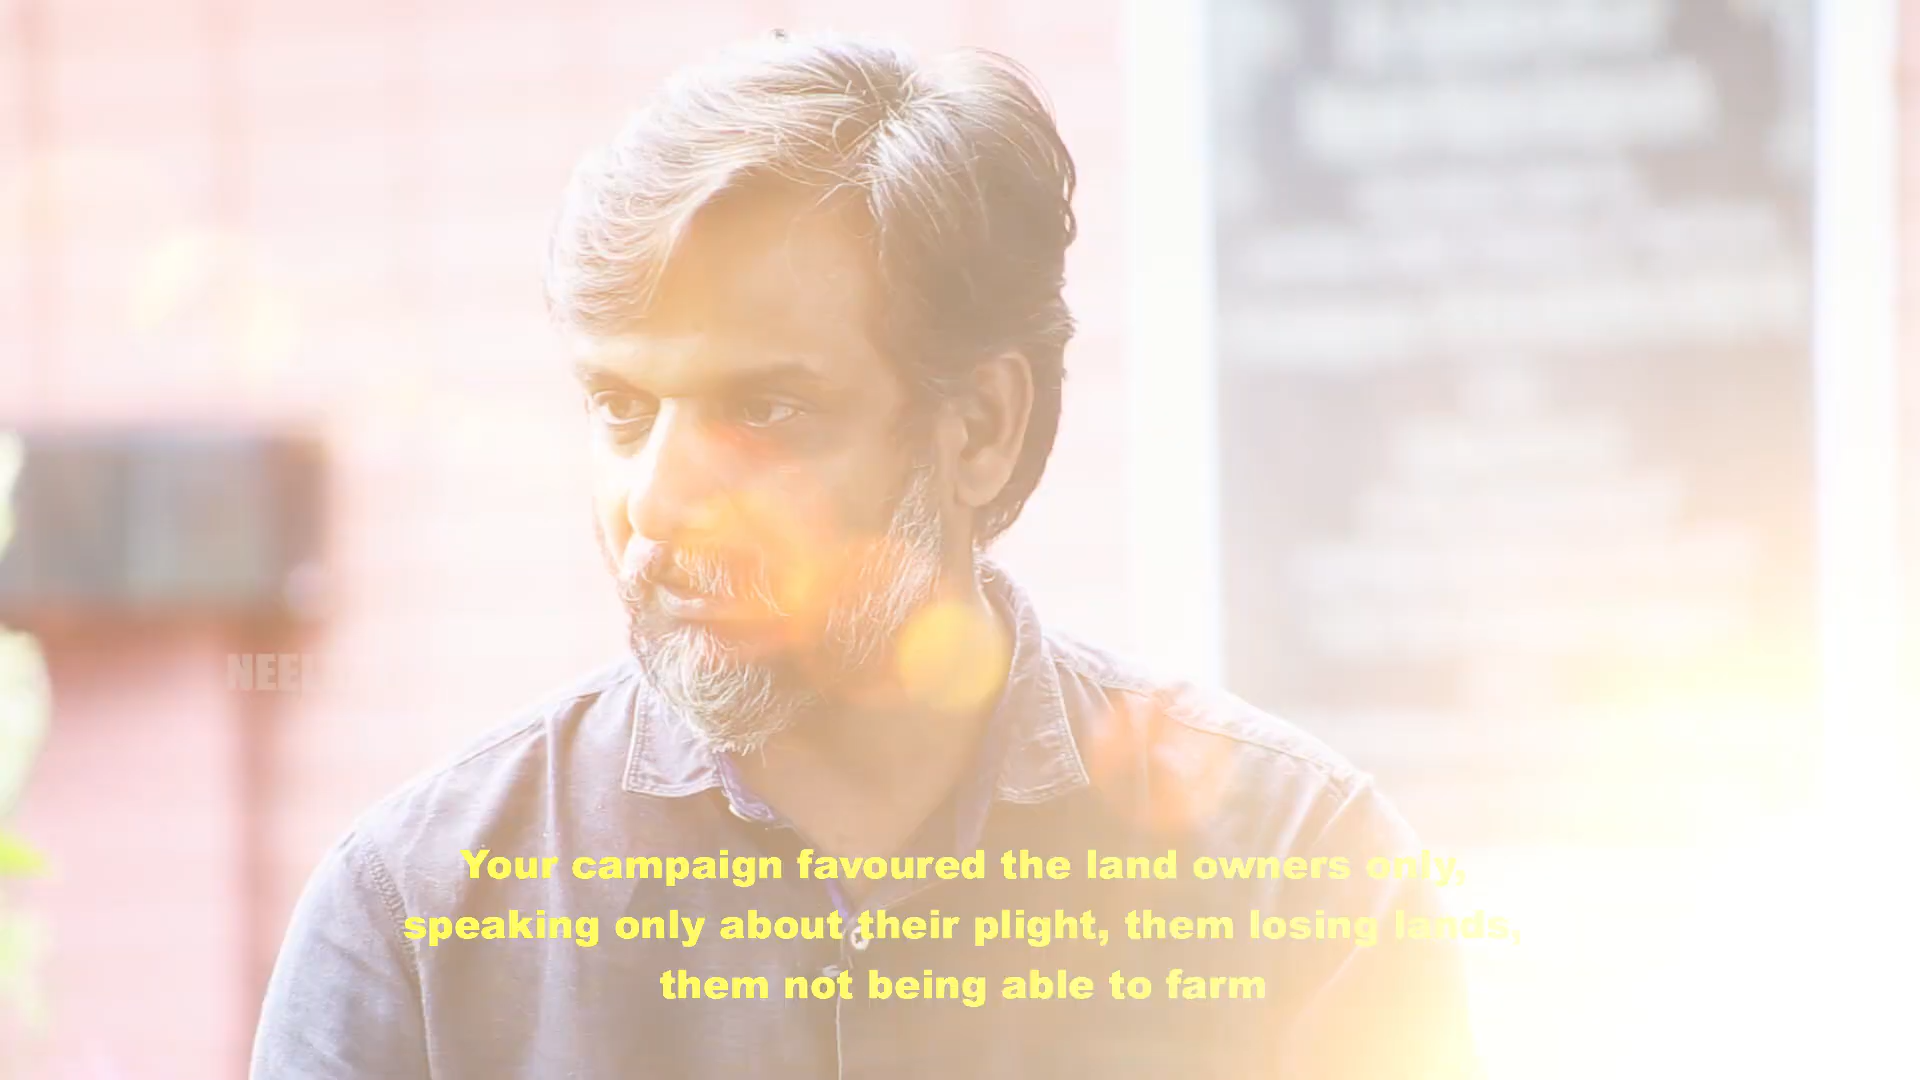 Your campaign favoured the land owners only,
speaking only about their plight, them losing lands,
them not being able to farm